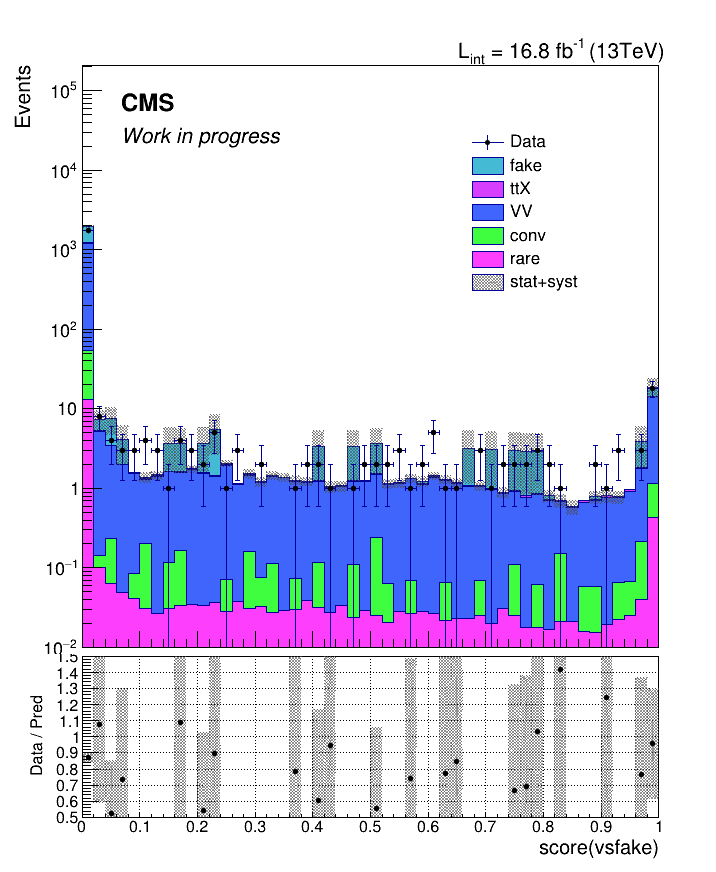 L_int = 16.8 fb^-1 (13TeV)
Events
CMS
Work in progress
Data
fake
ttX
VV
conv
rare
stat+syst
10^5
10^4
10^3
10^2
10
1
10^-1
10^-2
Data / Pred
1.5
1.4
1.3
1.2
1.1
1
0.9
0.8
0.7
0.6
0.5
0 0.1 0.2 0.3 0.4 0.5 0.6 0.7 0.8 0.9 1
score(vsfake)